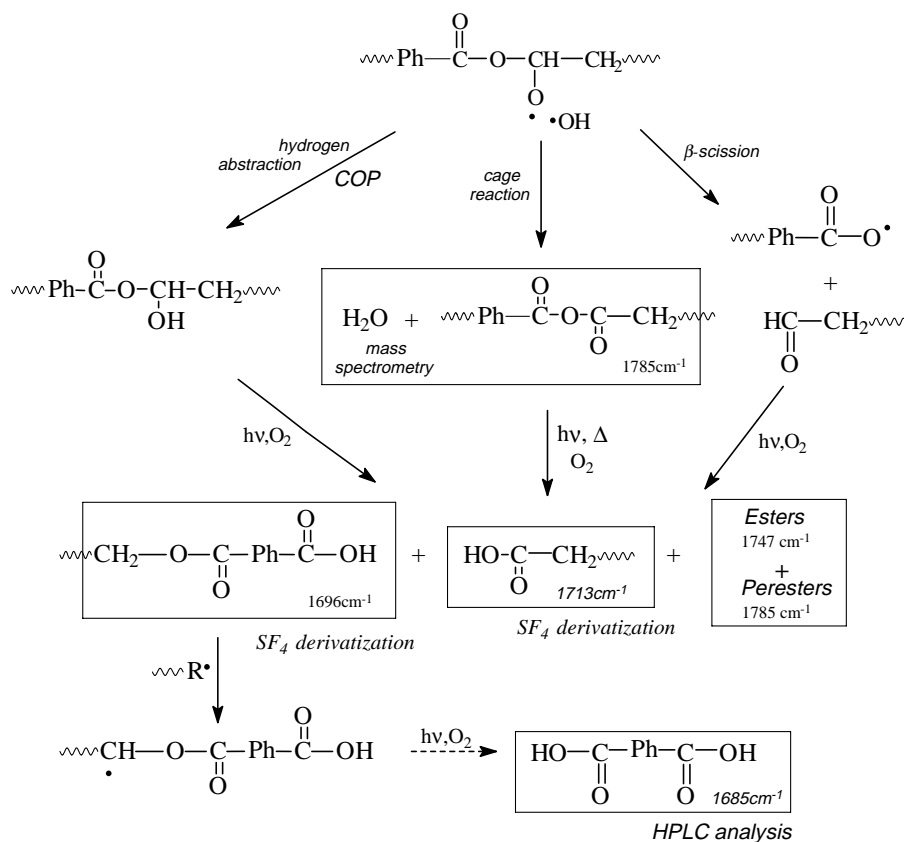 O
Ph—C—O—CH—CH2
O
• •OH
hydrogen
abstraction
COP
cage
reaction
β-scission
O
Ph—C—O•
+
O
Ph—C—O—CH—CH2
OH
H2O + Ph—C—O—C—CH2
O
O
mass
spectrometry
1785cm-1
HC—CH2
O
hν,O2
hν, Δ
O2
hν,O2
O
CH2—O—C—Ph—C—OH
O
1696cm-1
+
HO—C—CH2
O
1713cm-1
+
Esters
1747 cm-1
+
Peresters
1785 cm-1
SF4 derivatization
SF4 derivatization
R•
O
CH—O—C—Ph—C—OH
•
O
hν,O2
HO—C—Ph—C—OH
O O
1685cm-1
HPLC analysis